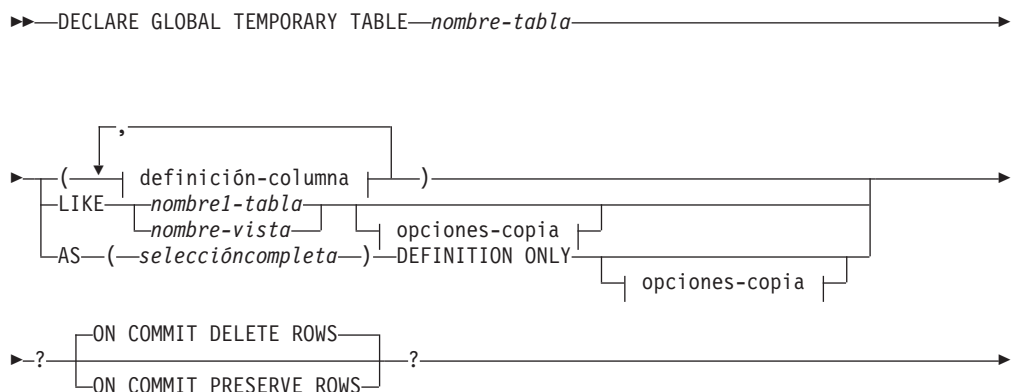 DECLARE GLOBAL TEMPORARY TABLE nombre-tabla
,
( definición-columna )
LIKE nombre1-tabla opciones-copia
nombre-vista
AS ( seleccióncompleta ) DEFINITION ONLY opciones-copia
? ON COMMIT DELETE ROWS ?
ON COMMIT PRESERVE ROWS